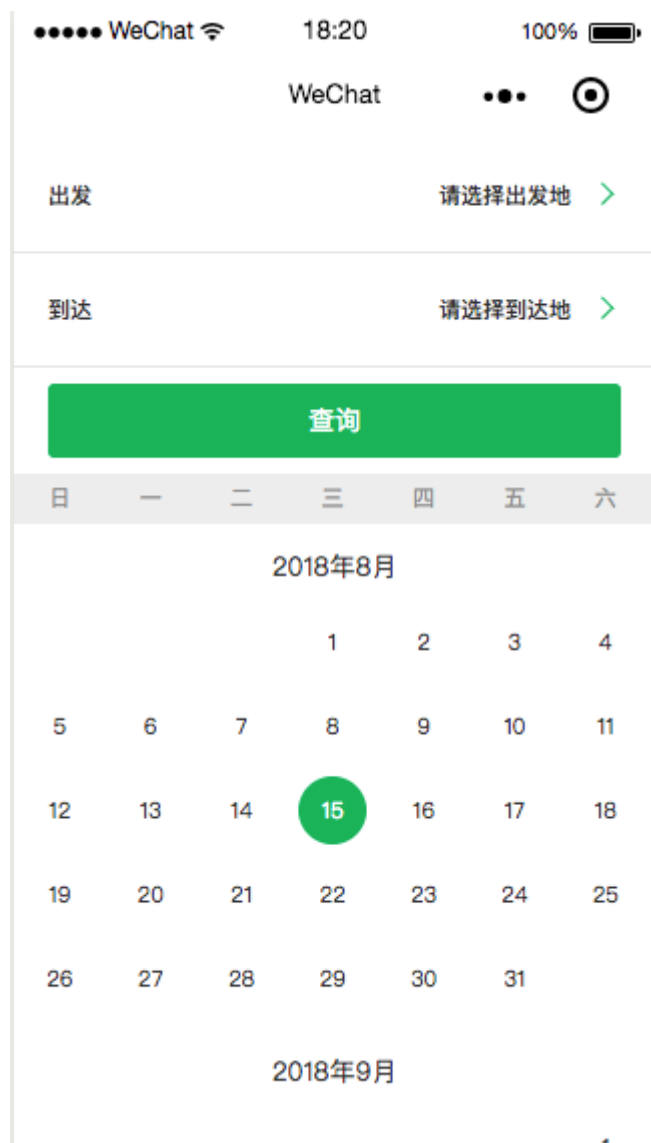 WeChat 18:20 100%
WeChat
出发 请选择出发地
到达 请选择到达地
查询
日 一 二 三 四 五 六
2018年8月
1 2 3 4
5 6 7 8 9 10 11
12 13 14 15 16 17 18
19 20 21 22 23 24 25
26 27 28 29 30 31
2018年9月